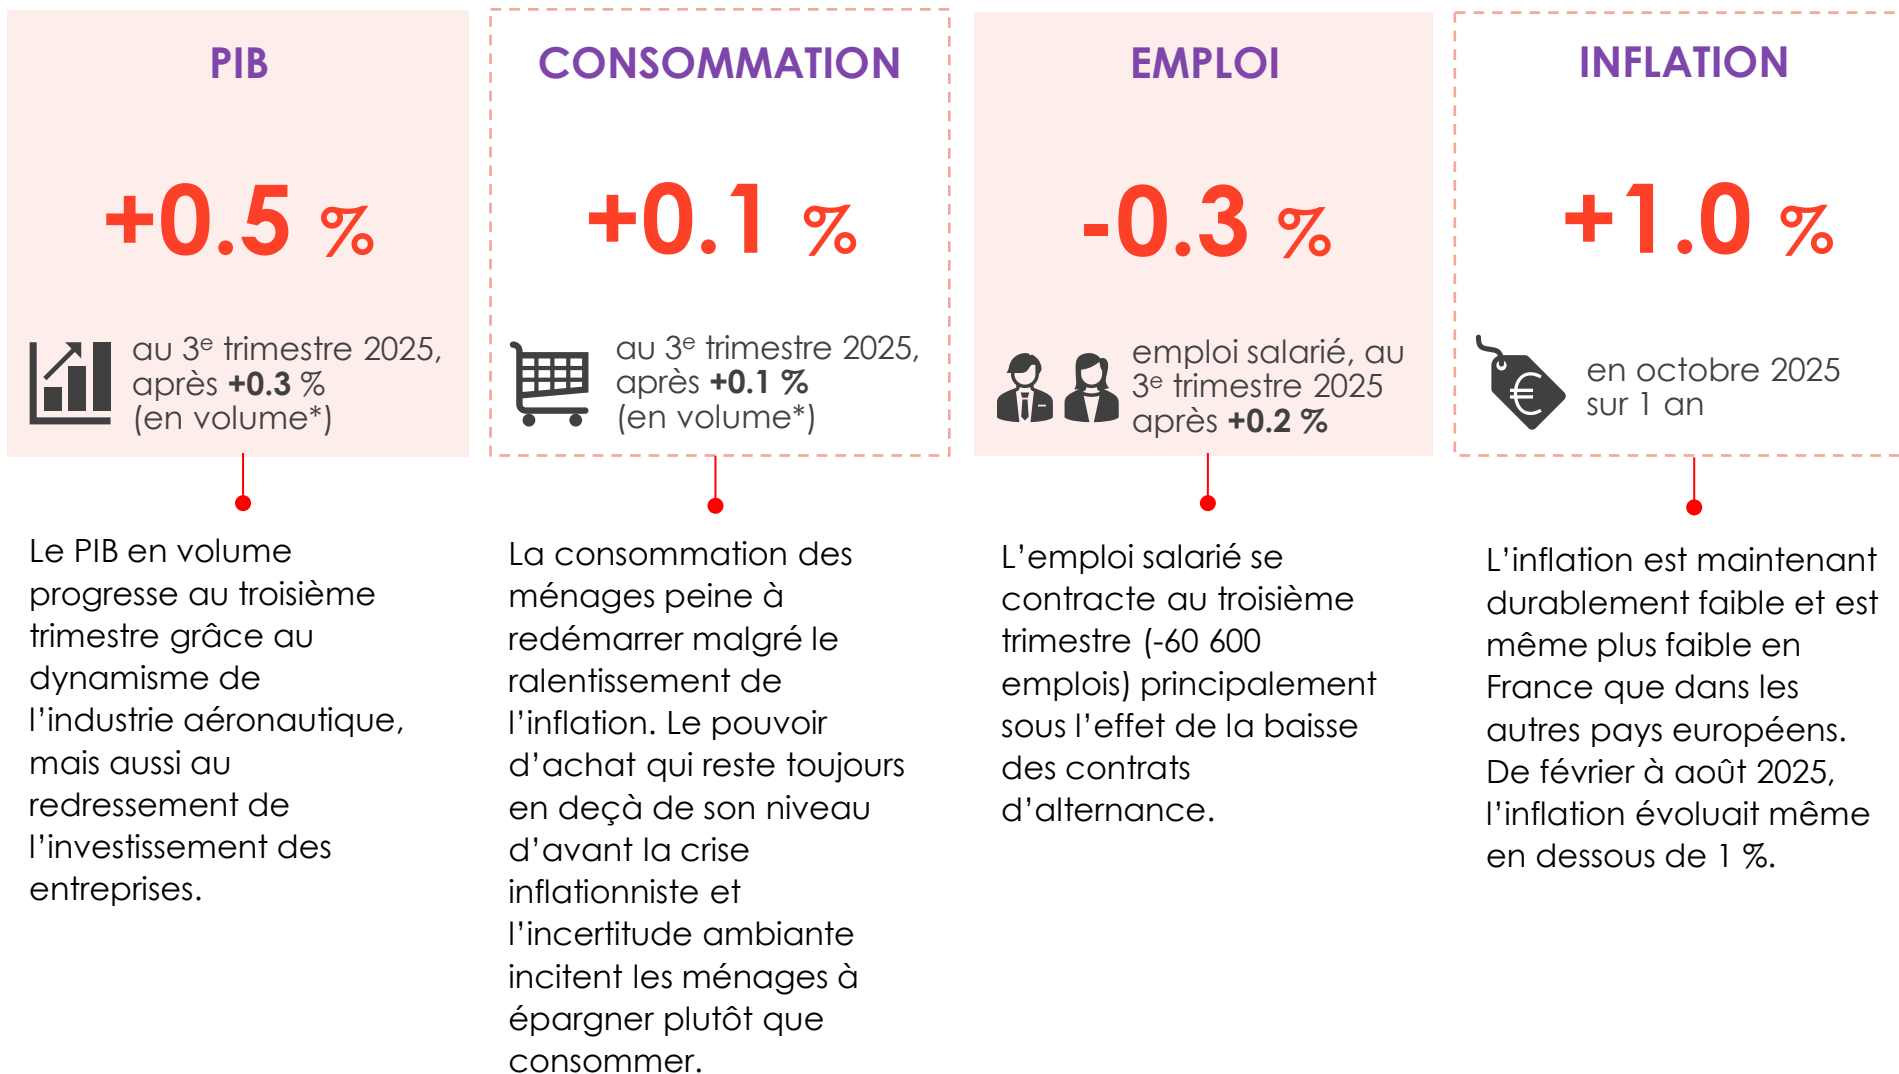 PIB
+0.5 %
au 3e trimestre 2025,
après +0.3 %
(en volume*)
Le PIB en volume
progresse au troisième
trimestre grâce au
dynamisme de
l’industrie aéronautique,
mais aussi au
redressement de
l’investissement des
entreprises.
CONSOMMATION
+0.1 %
au 3e trimestre 2025,
après +0.1 %
(en volume*)
La consommation des
ménages peine à
redémarrer malgré le
ralentissement de
l’inflation. Le pouvoir
d’achat qui reste toujours
en deçà de son niveau
d’avant la crise
inflationniste et
l’incertitude ambiante
incitent les ménages à
épargner plutôt que
consommer.
EMPLOI
-0.3 %
emploi salarié, au
3e trimestre 2025
après +0.2 %
L’emploi salarié se
contracte au troisième
trimestre (-60 600
emplois) principalement
sous l’effet de la baisse
des contrats
d’alternance.
INFLATION
+1.0 %
€
en octobre 2025
sur 1 an
L’inflation est maintenant
durablement faible et est
même plus faible en
France que dans les
autres pays européens.
De février à août 2025,
l’inflation évoluait même
en dessous de 1 %.